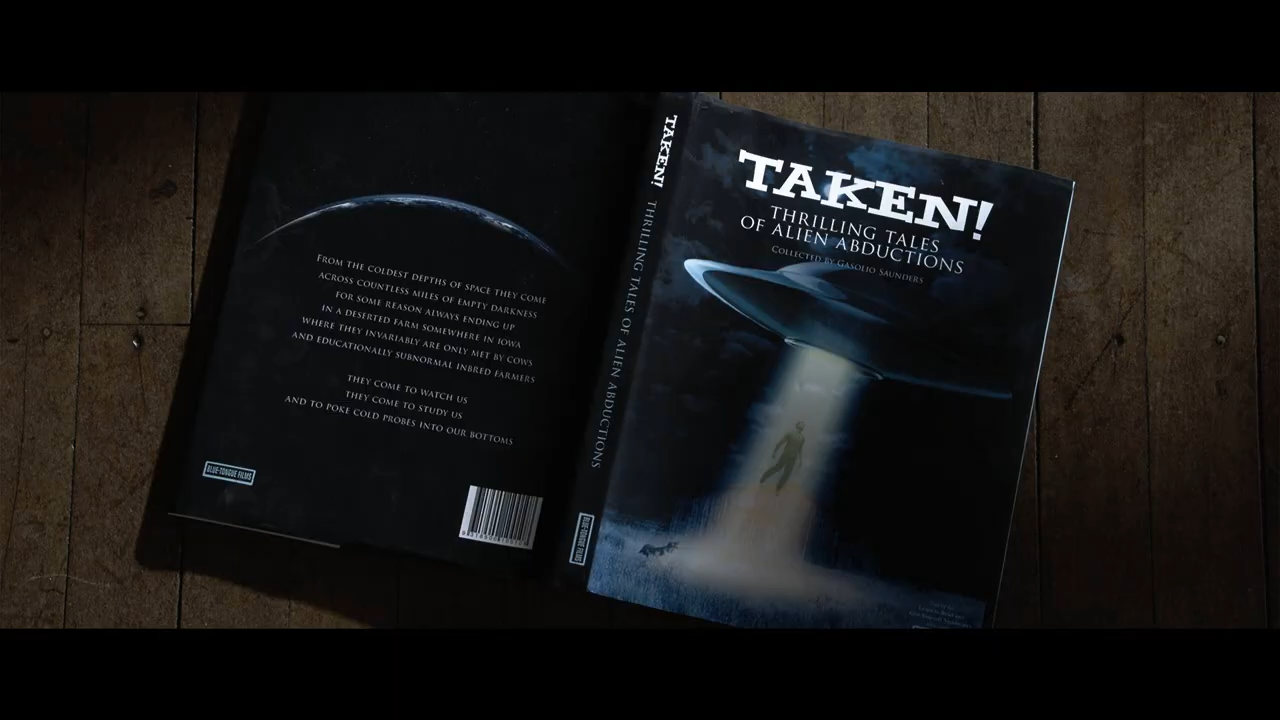 FROM THE COLDEST DEPTHS OF SPACE THEY COME
ACROSS COUNTLESS MILES OF EMPTY DARKNESS
FOR SOME REASON ALWAYS ENDING UP
IN A DESERTED FARM SOMEWHERE IN IOWA
WHERE THEY INVARIABLY ARE ONLY MET BY COWS
AND EDUCATIONALLY SUBNORMAL INBRED FARMERS
THEY COME TO WATCH US
THEY COME TO STUDY US
AND TO POKE COLD PROBES INTO OUR BOTTOMS
BLUE-TONGUE FILMS
TAKEN! THRILLING TALES OF ALIEN ABDUCTIONS
BLUE-TONGUE FILMS
TAKEN!
THRILLING TALES
OF ALIEN ABDUCTIONS
COLLECTED BY GASOLIO SAUNDERS